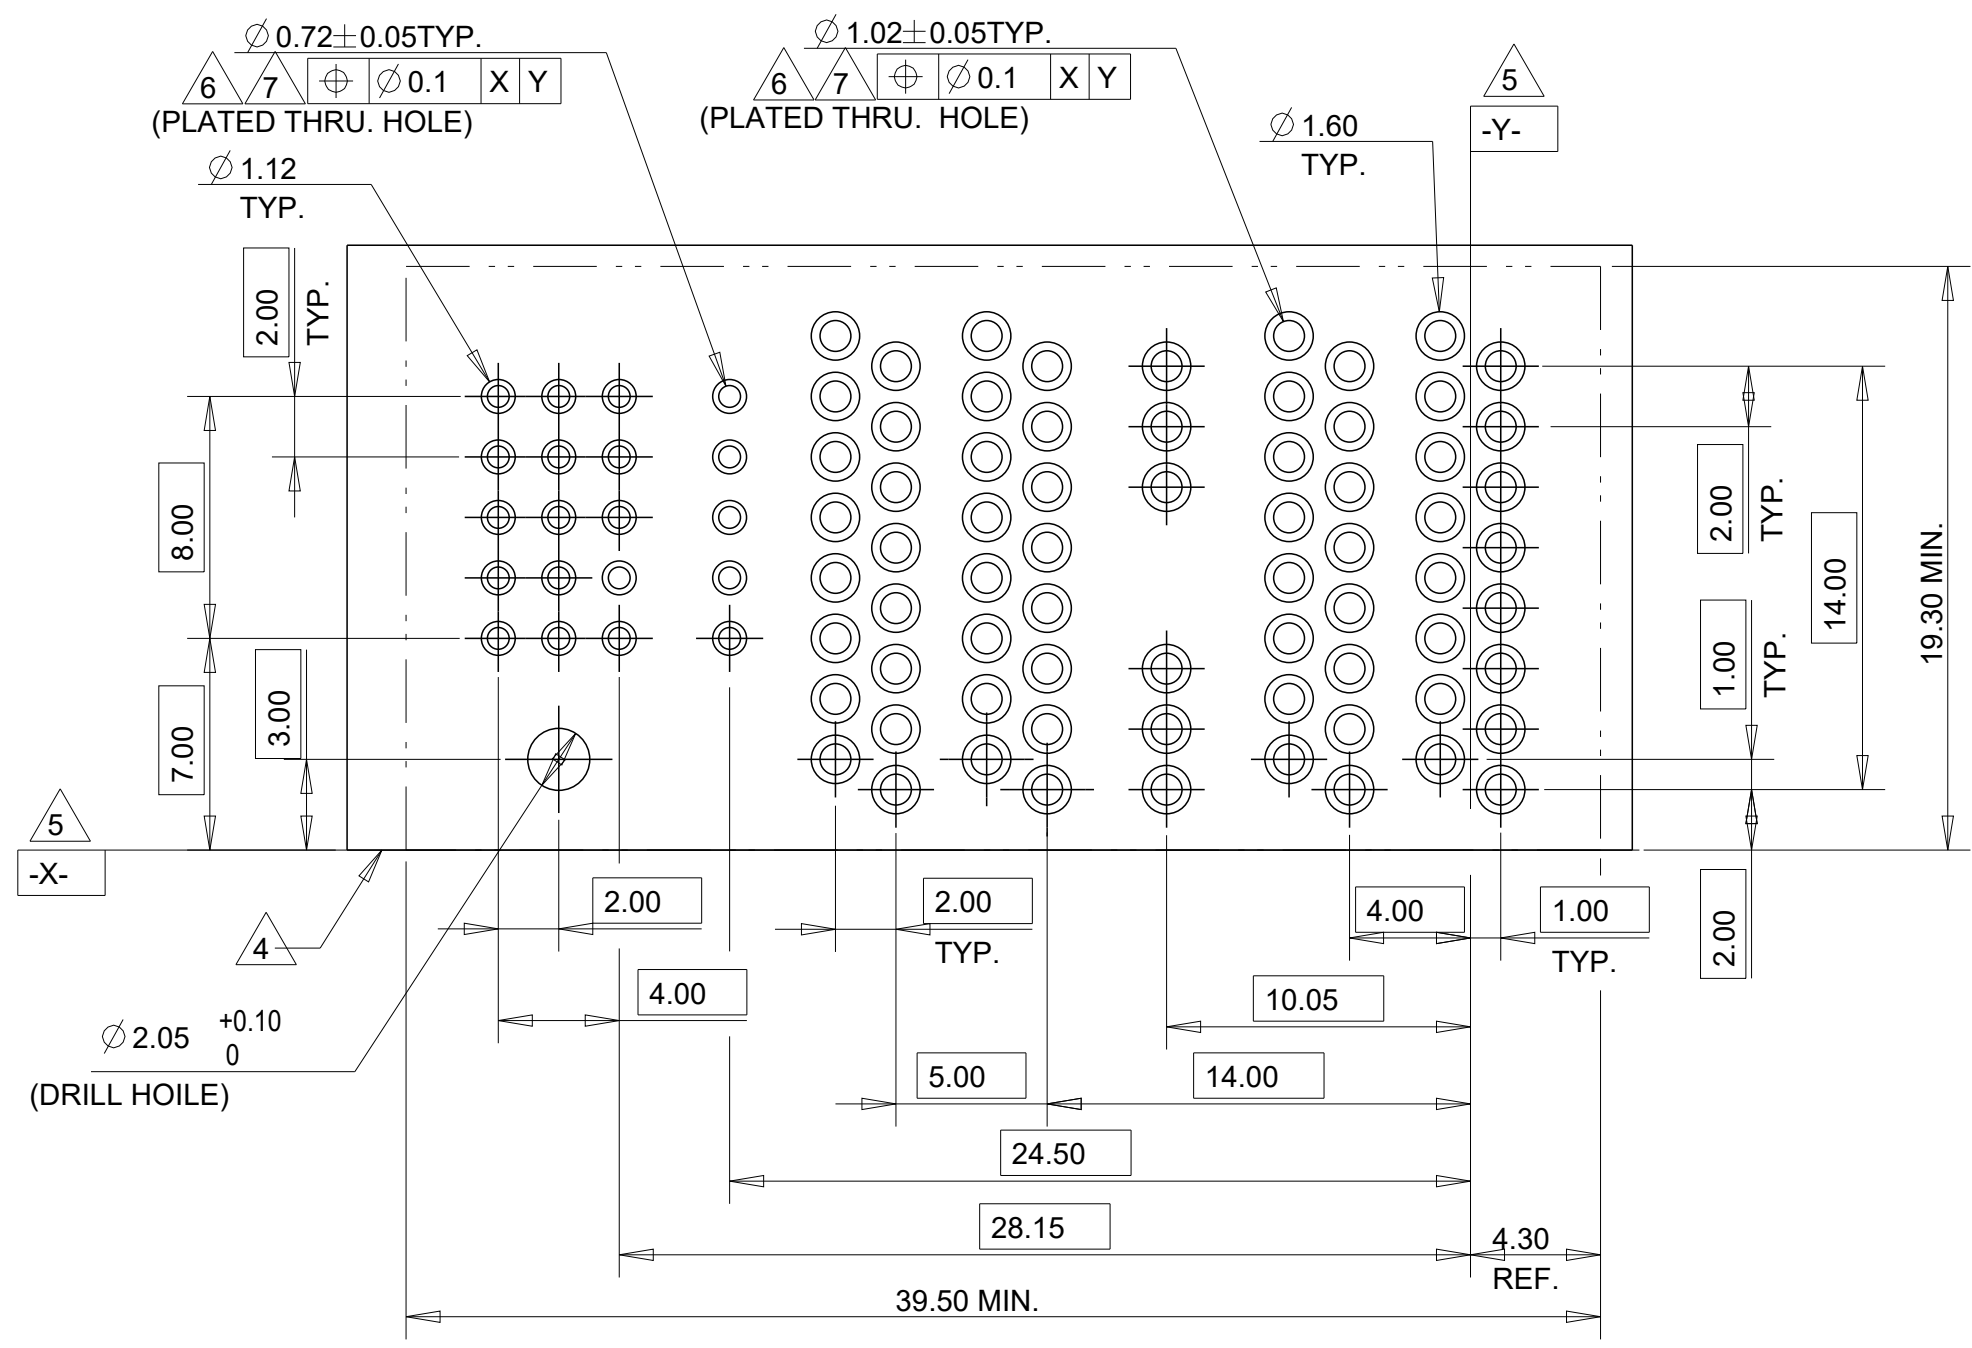 ∅ 0.72±0.05TYP.
6 7 ⌖ ∅ 0.1 X Y
(PLATED THRU. HOLE)
∅ 1.02±0.05TYP.
6 7 ⌖ ∅ 0.1 X Y
(PLATED THRU. HOLE)
5
-Y-
∅ 1.60
TYP.
∅ 1.12
TYP.
2.00
TYP.
8.00
7.00
3.00
2.00
TYP.
14.00
19.30 MIN.
1.00
TYP.
2.00
5
-X-
4
2.00
2.00
TYP.
4.00
1.00
TYP.
4.00
10.05
∅ 2.05 +0.10
0
(DRILL HOILE)
5.00
14.00
24.50
28.15
4.30
REF.
39.50 MIN.